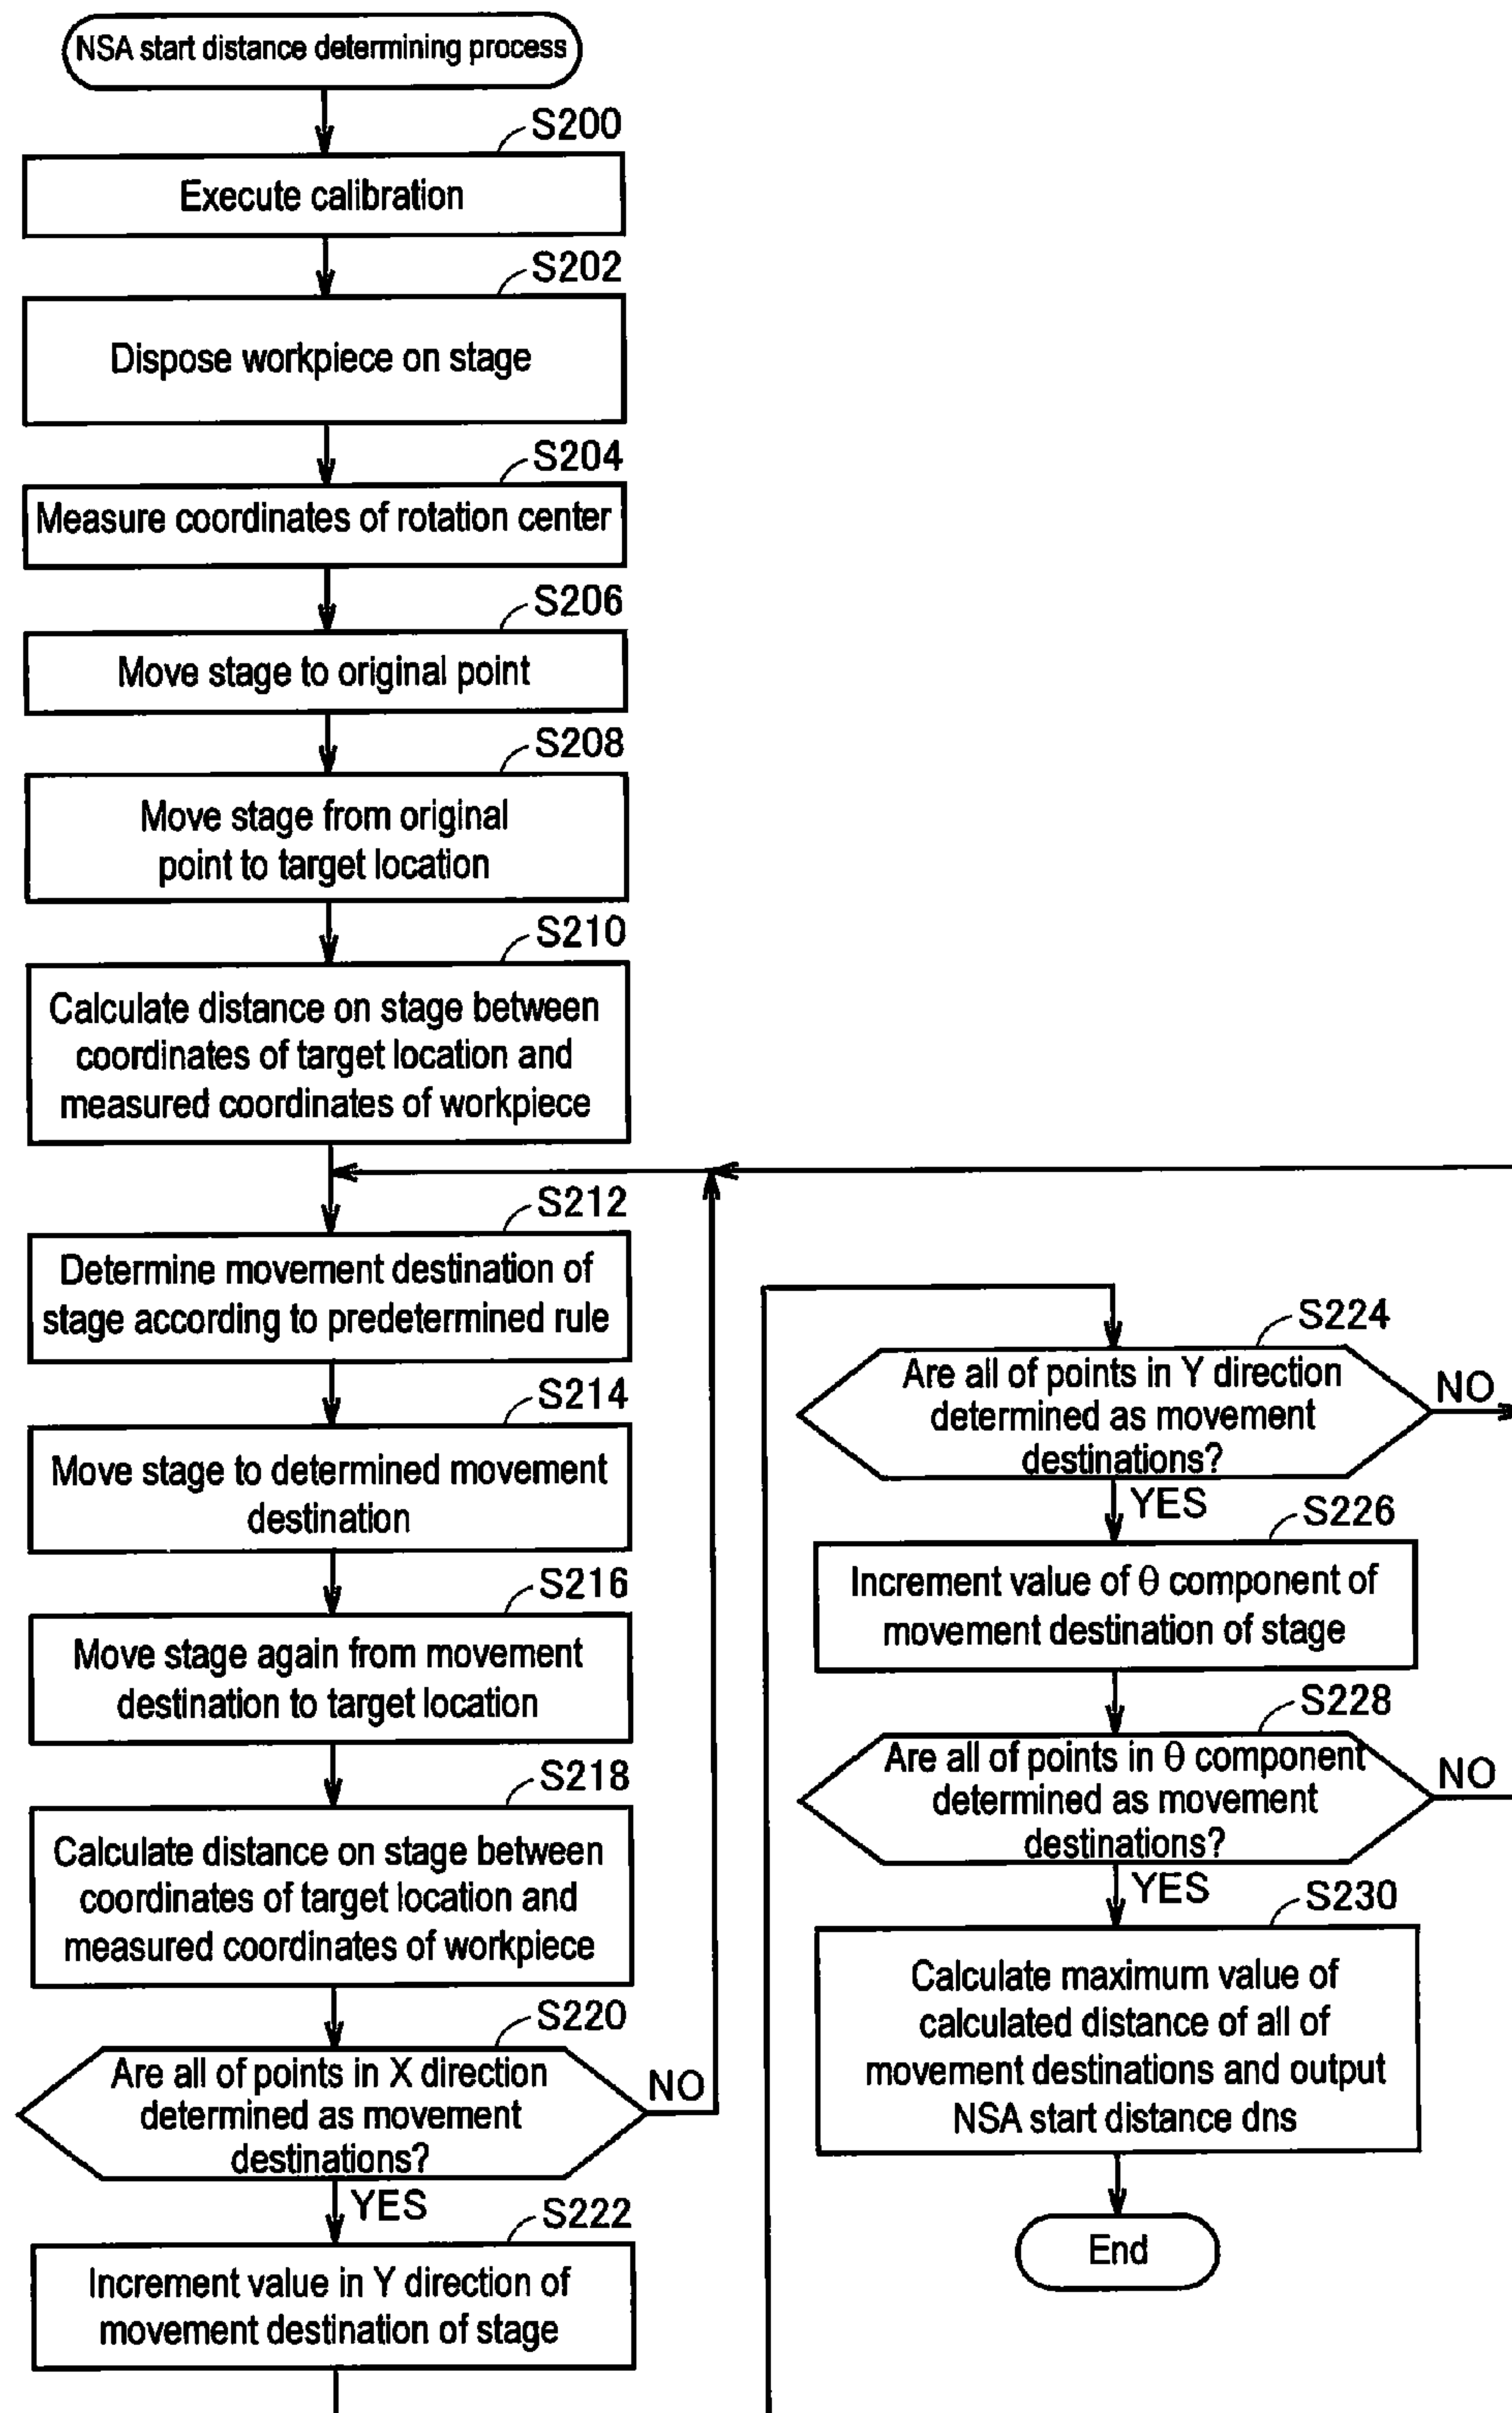 NSA start distance determining process
S200
Execute calibration
S202
Dispose workpiece on stage
S204
Measure coordinates of rotation center
S206
Move stage to original point
S208
Move stage from original
point to target location
S210
Calculate distance on stage between
coordinates of target location and
measured coordinates of workpiece
S212
Determine movement destination of
stage according to predetermined rule
S214
Move stage to determined movement
destination
S216
Move stage again from movement
destination to target location
S218
Calculate distance on stage between
coordinates of target location and
measured coordinates of workpiece
S220
Are all of points in X direction
determined as movement
destinations?
NO
YES
S222
Increment value in Y direction of
movement destination of stage
S224
Are all of points in Y direction
determined as movement
destinations?
NO
YES
S226
Increment value of θ component of
movement destination of stage
S228
Are all of points in θ component
determined as movement
destinations?
NO
YES
S230
Calculate maximum value of
calculated distance of all of
movement destinations and output
NSA start distance dns
End